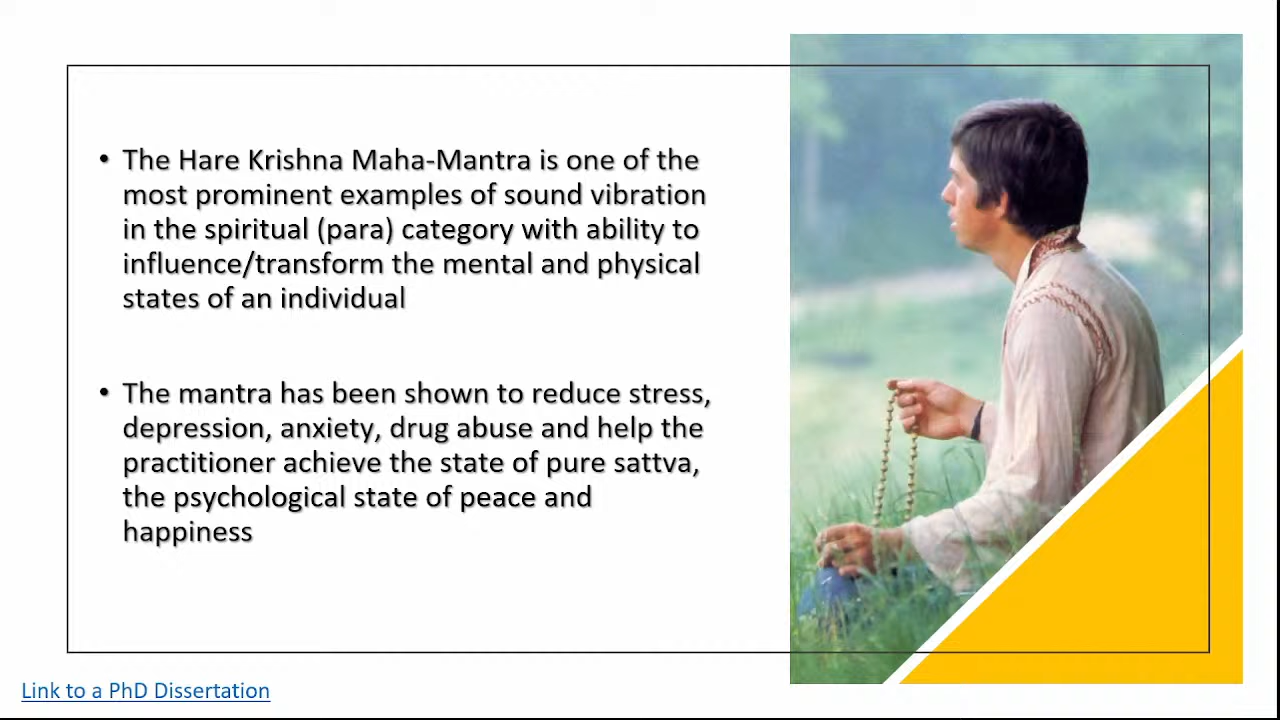 • The Hare Krishna Maha-Mantra is one of the
most prominent examples of sound vibration
in the spiritual (para) category with ability to
influence/transform the mental and physical
states of an individual
• The mantra has been shown to reduce stress,
depression, anxiety, drug abuse and help the
practitioner achieve the state of pure sattva,
the psychological state of peace and
happiness
Link to a PhD Dissertation